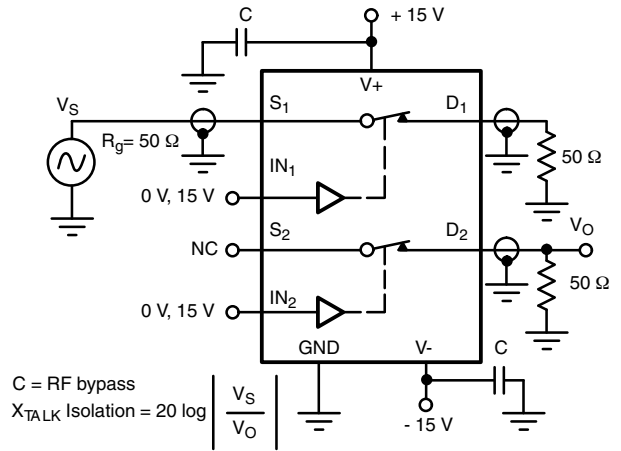 C
+ 15 V
V+
VS
S1
D1
Rg= 50 Ω
50 Ω
IN1
0 V, 15 V
S2
D2
VO
NC
IN2
0 V, 15 V
50 Ω
GND
V-
C
C = RF bypass
XTALK Isolation = 20 log | VS / VO |
- 15 V